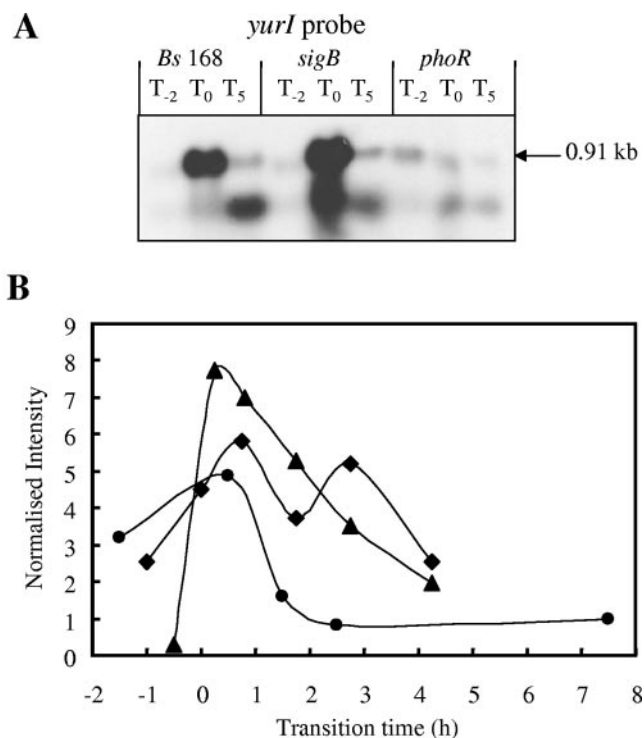 A
yurI probe
Bs 168 sigB phoR
T-2 T0 T5 T-2 T0 T5 T-2 T0 T5
0.91 kb
B
9
8
7
6
5
4
3
2
1
0
Normalised Intensity
-2 -1 0 1 2 3 4 5 6 7 8
Transition time (h)